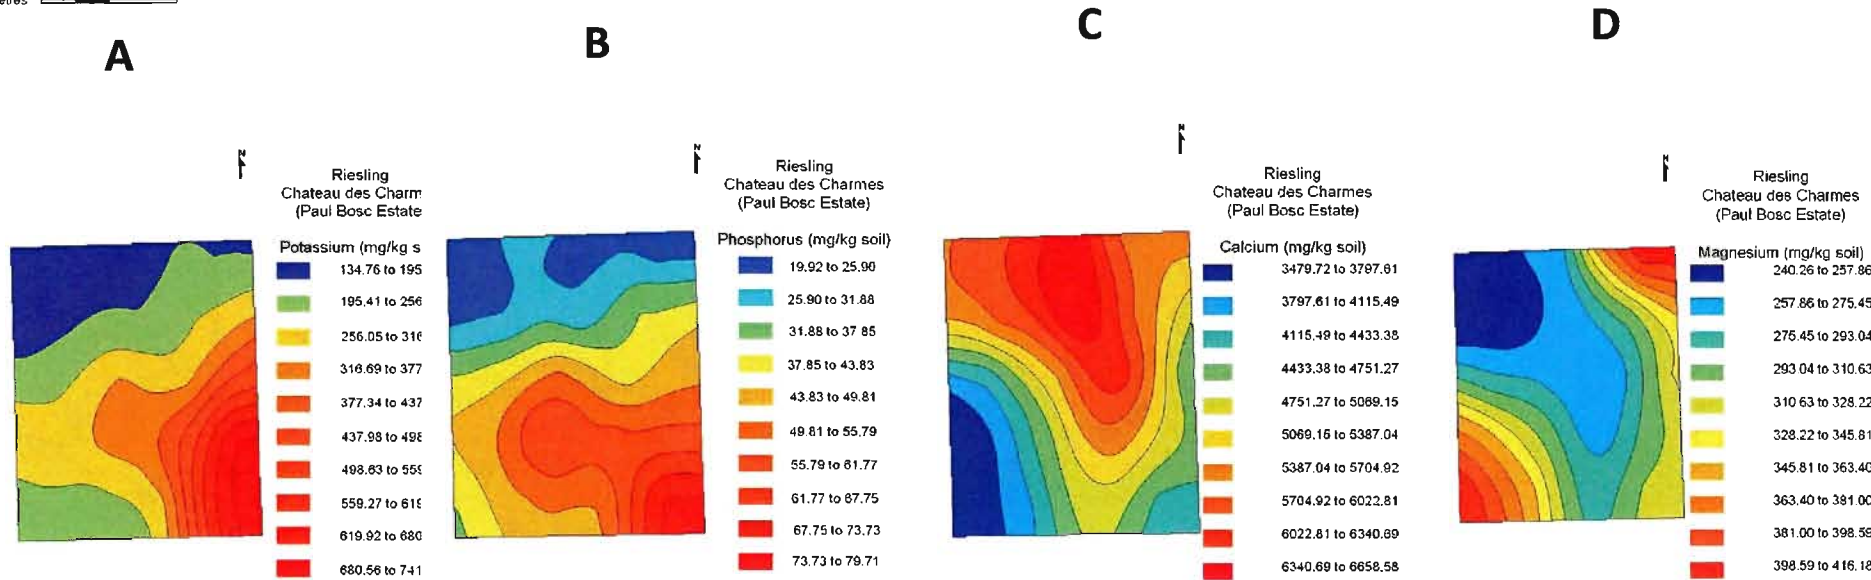 A
B
C
D
N
Riesling
Chateau des Charm
(Paul Bosc Estate
Potassium (mg/kg s
134.76 to 195
195.41 to 256
256.05 to 316
316.69 to 377
377.34 to 437
437.98 to 498
498.63 to 559
559.27 to 619
619.92 to 680
680.56 to 741
N
Riesling
Chateau des Charmes
(Paul Bosc Estate)
Phosphorus (mg/kg soil)
19.92 to 25.90
25.90 to 31.88
31.88 to 37.85
37.85 to 43.83
43.83 to 49.81
49.81 to 55.79
55.79 to 61.77
61.77 to 67.75
67.75 to 73.73
73.73 to 79.71
N
Riesling
Chateau des Charmes
(Paul Bosc Estate)
Calcium (mg/kg soil)
3479.72 to 3797.61
3797.61 to 4115.49
4115.49 to 4433.38
4433.38 to 4751.27
4751.27 to 5069.15
5069.15 to 5387.04
5387.04 to 5704.92
5704.92 to 6022.81
6022.81 to 6340.69
6340.69 to 6658.58
N
Riesling
Chateau des Charmes
(Paul Bosc Estate)
Magnesium (mg/kg soil)
240.26 to 257.86
257.86 to 275.45
275.45 to 293.04
293.04 to 310.63
310.63 to 328.22
328.22 to 345.81
345.81 to 363.40
363.40 to 381.00
381.00 to 398.59
398.59 to 416.18